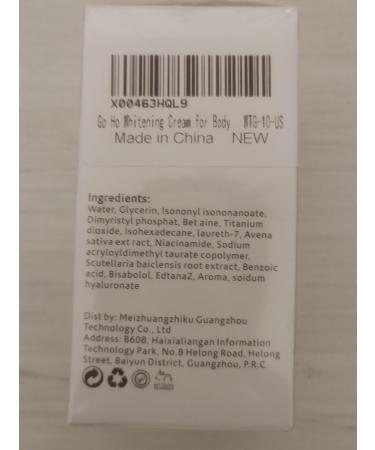 X00463HQL9
Go Ho Whitening Cream for Body WTG-10-US
Made in China NEW
Ingredients:
Water, Glycerin, Isononyl isononanoate,
Dimyristyl phosphat, Bet aine, Titanium
dioxide, Isohexadecane, laureth-7, Avena
sativa ext ract, Niacinamide, Sodium
acryloyldimethyl taurate copolymer,
Scutellaria baiclensis root extract, Benzoic
acid, Bisabolol, Edtana2, Aroma, soidum
hyaluronate
Dist by: Meizhuangzhiku Guangzhou
Technology Co., Ltd
Address: B608, Haixialiangan Information
Technology Park, No.8 Helong Road, Helong
Street, Baiyun District, Guangzhou, P.R.C